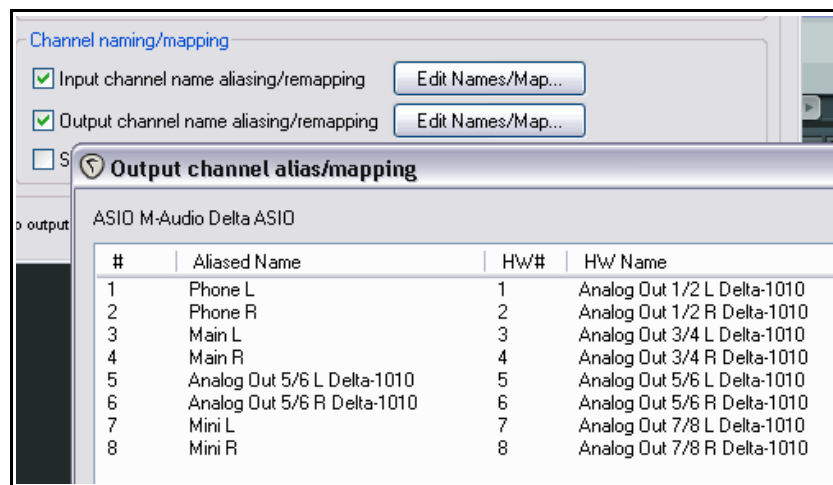 Channel naming/mapping
Input channel name aliasing/remapping Edit Names/Map...
Output channel name aliasing/remapping Edit Names/Map...
S
Output channel alias/mapping
output
ASIO M-Audio Delta ASIO
# Aliased Name HW# HW Name
1 Phone L 1 Analog Out 1/2 L Delta-1010
2 Phone R 2 Analog Out 1/2 R Delta-1010
3 Main L 3 Analog Out 3/4 L Delta-1010
4 Main R 4 Analog Out 3/4 R Delta-1010
5 Analog Out 5/6 L Delta-1010 5 Analog Out 5/6 L Delta-1010
6 Analog Out 5/6 R Delta-1010 6 Analog Out 5/6 R Delta-1010
7 Mini L 7 Analog Out 7/8 L Delta-1010
8 Mini R 8 Analog Out 7/8 R Delta-1010